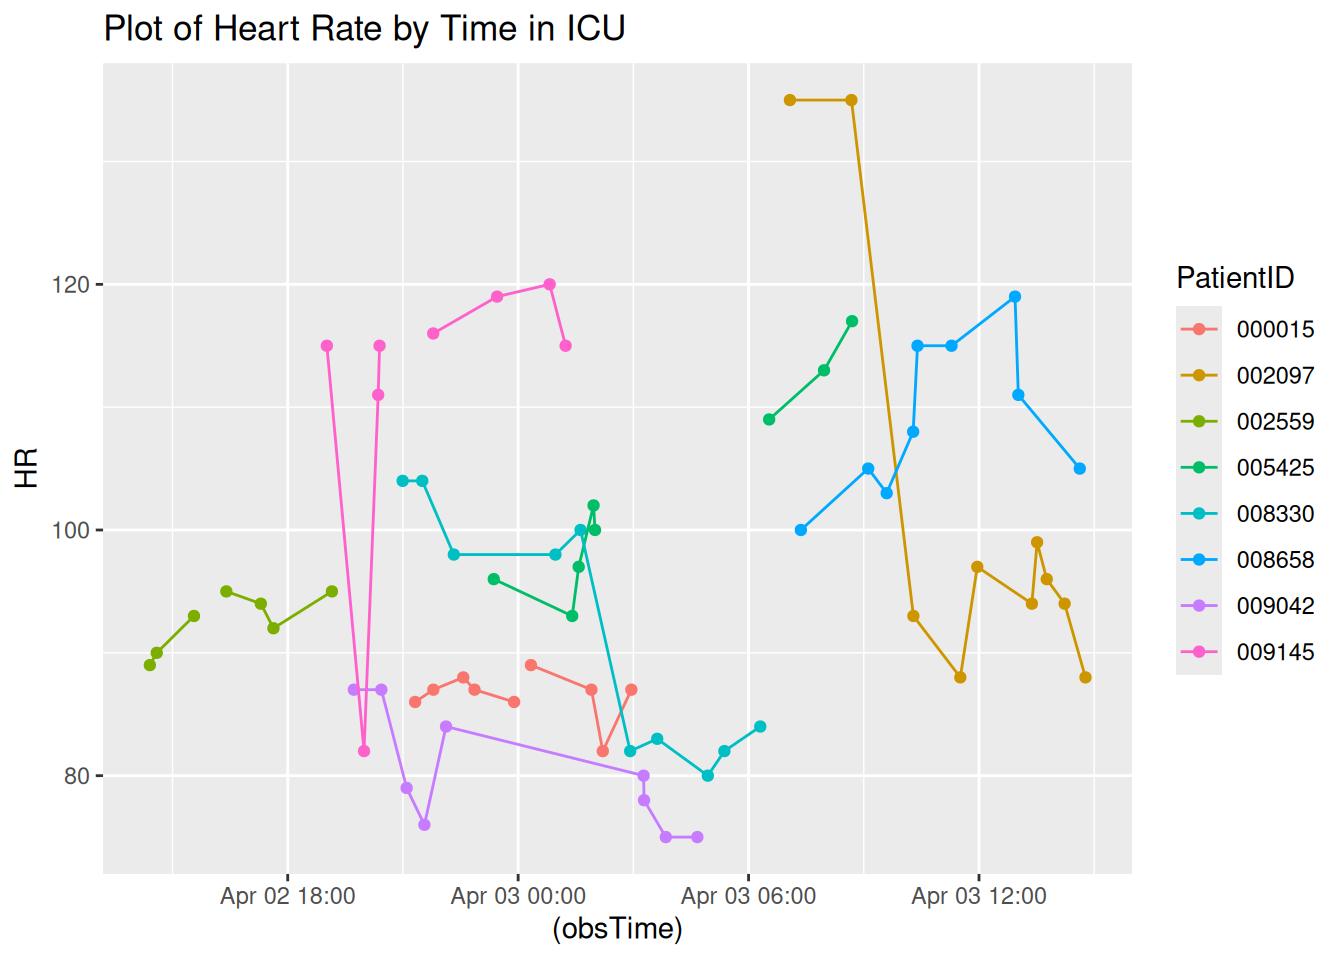 Plot of Heart Rate by Time in ICU
120
100
80
HR
Apr 02 18:00 Apr 03 00:00 Apr 03 06:00 Apr 03 12:00
(obsTime)
PatientID
000015
002097
002559
005425
008330
008658
009042
009145